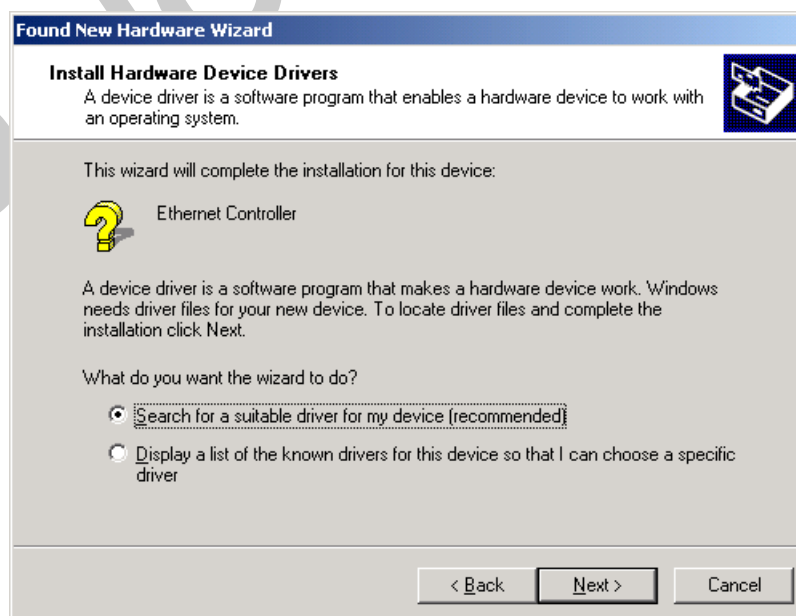 Found New Hardware Wizard
Install Hardware Device Drivers
A device driver is a software program that enables a hardware device to work with
an operating system.
This wizard will complete the installation for this device:
Ethernet Controller
A device driver is a software program that makes a hardware device work. Windows
needs driver files for your new device. To locate driver files and complete the
installation click Next.
What do you want the wizard to do?
Search for a suitable driver for my device (recommended)
Display a list of the known drivers for this device so that I can choose a specific
driver
< Back Next > Cancel